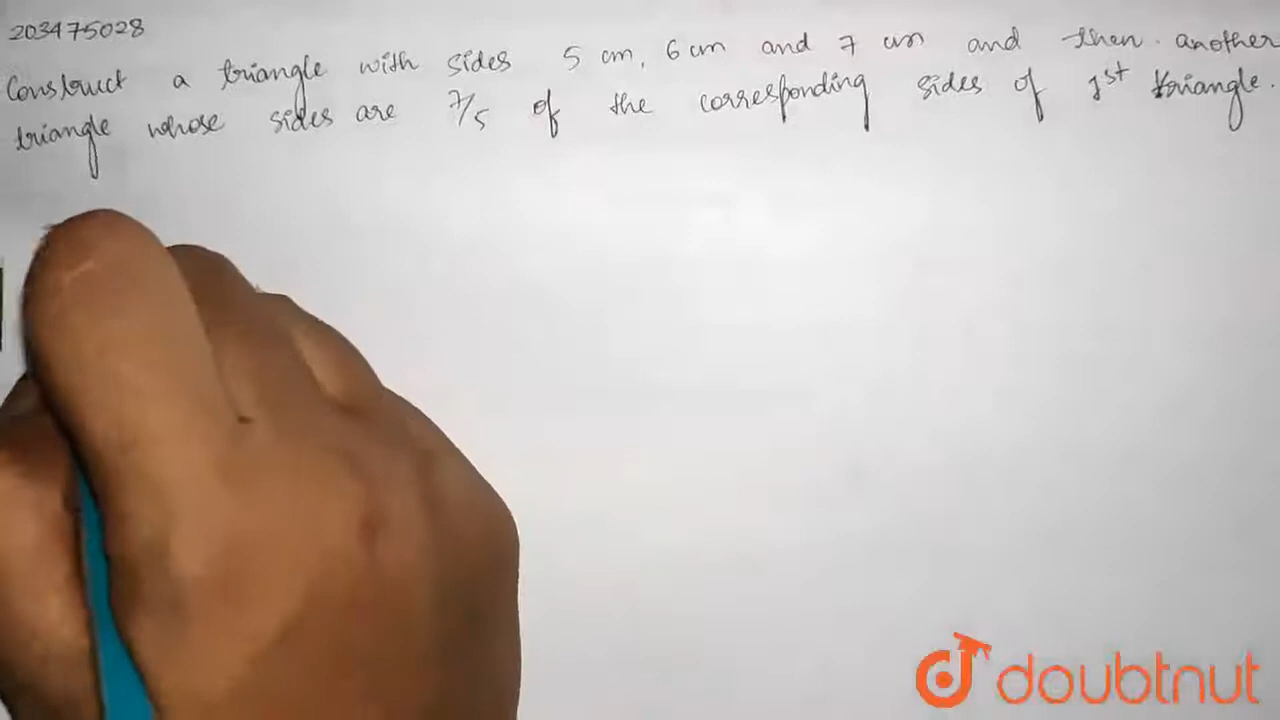 203475028
Construct a triangle with sides 5 cm, 6 cm and 7 cm and then another
triangle whose sides are 7/5 of the corresponding sides of 1st triangle.
doubtnut